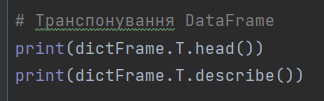 # Транспонування DataFrame
print(dictFrame.T.head())
print(dictFrame.T.describe())